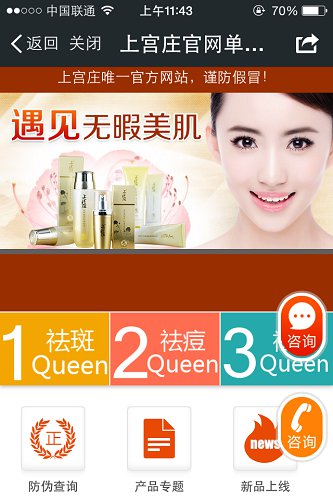 中国联通 上午11:43 70%
返回 关闭 上宫庄官网单...
上宫庄唯一官方网站，谨防假冒！
遇见无暇美肌
1 祛斑 Queen
2 祛痘 Queen
3 Queen
咨询
咨询
正
news
防伪查询 产品专题 新品上线